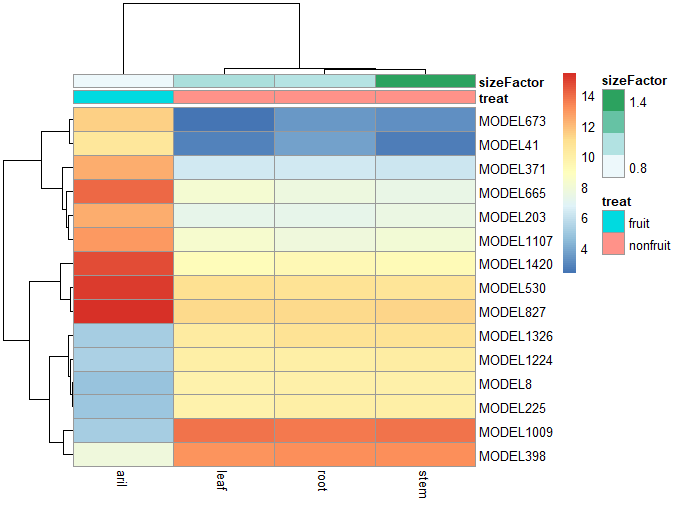 sizeFactor
treat
MODEL673
MODEL41
MODEL371
MODEL665
MODEL203
MODEL1107
MODEL1420
MODEL530
MODEL827
MODEL1326
MODEL1224
MODEL8
MODEL225
MODEL1009
MODEL398
aril
leaf
root
stem
14
12
10
8
6
4
sizeFactor
1.4
0.8
treat
fruit
nonfruit